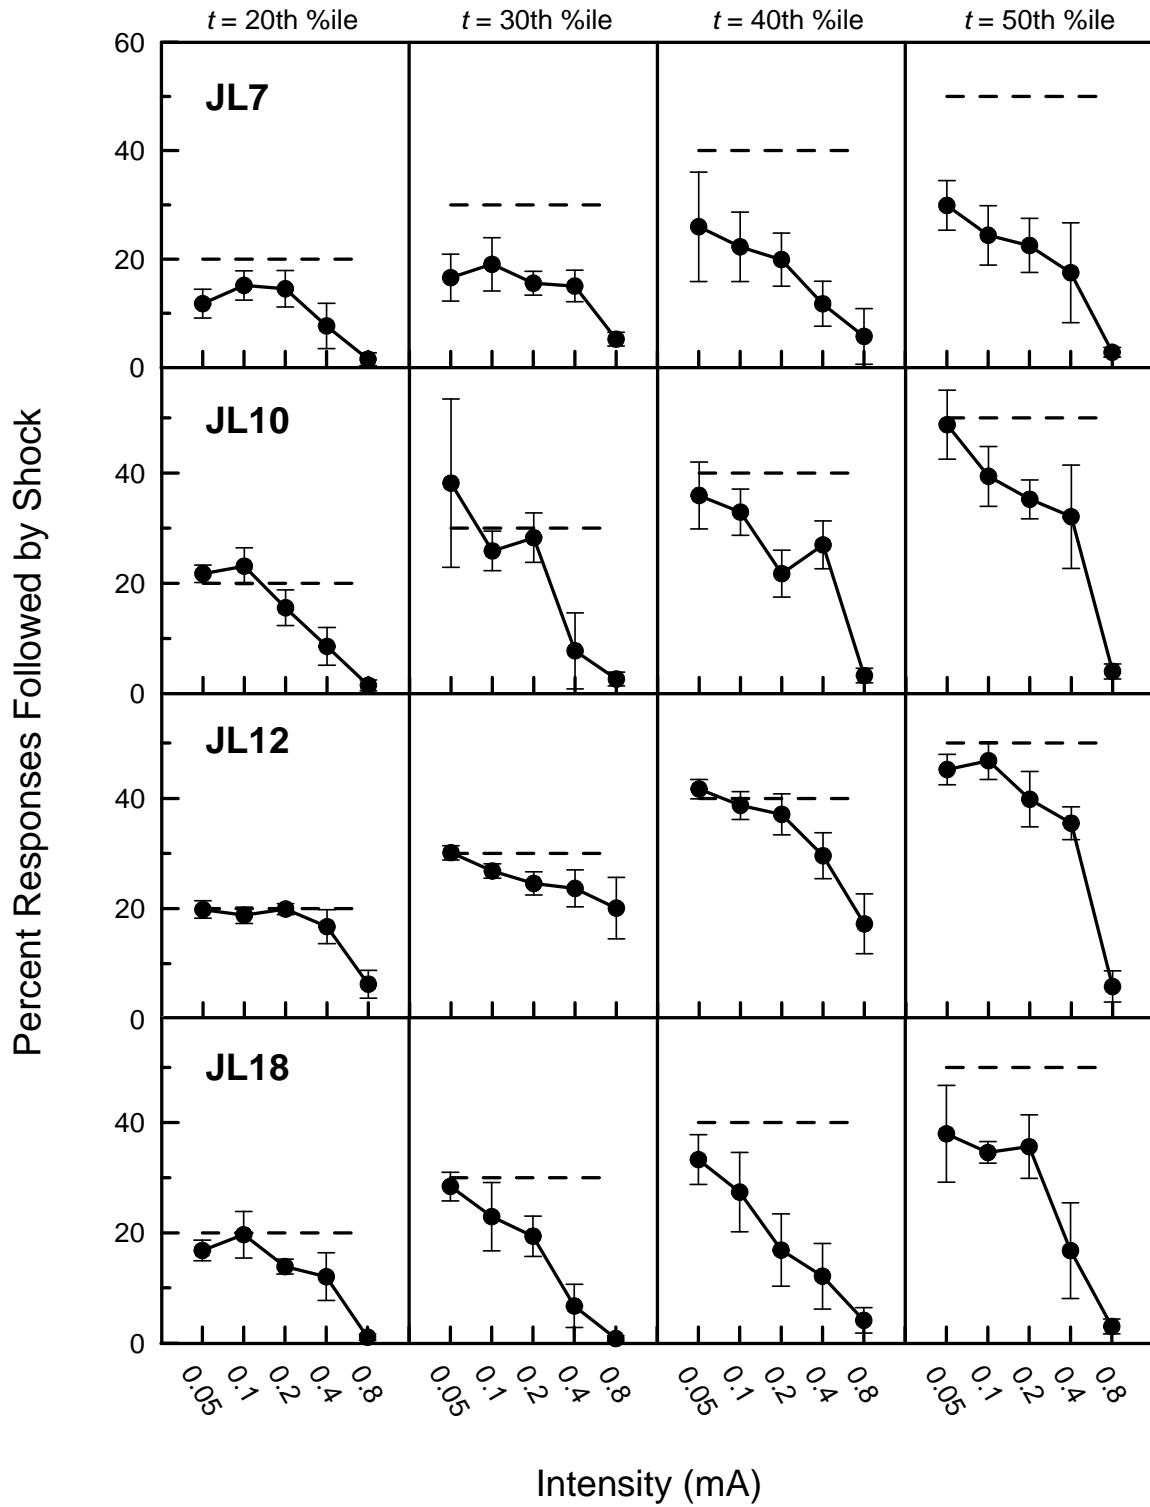 t = 20th %ile t = 30th %ile t = 40th %ile t = 50th %ile
60
JL7
40
20
0
JL10
40
20
0
JL12
40
20
0
JL18
40
20
0
Percent Responses Followed by Shock
0.05 0.1 0.2 0.4 0.8 0.05 0.1 0.2 0.4 0.8 0.05 0.1 0.2 0.4 0.8 0.05 0.1 0.2 0.4 0.8
Intensity (mA)